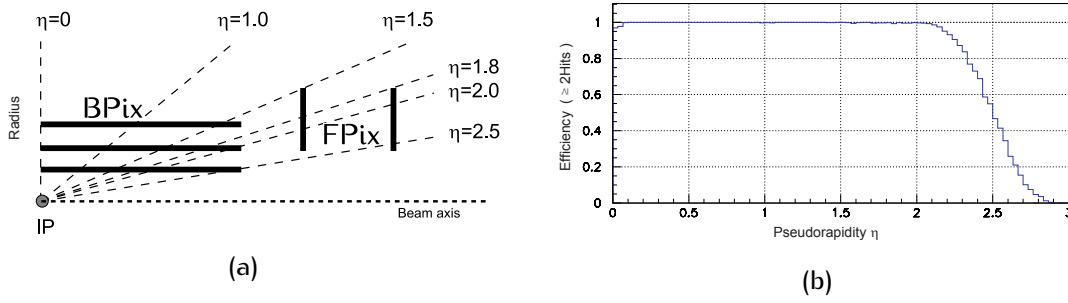 η=0
η=1.0
η=1.5
η=1.8
η=2.0
η=2.5
Radius
BPix
FPix
IP
Beam axis
(a)
Efficiency ( ≥ 2Hits )
1
0.8
0.6
0.4
0.2
0
0 0.5 1 1.5 2 2.5 3
Pseudorapidity η
(b)